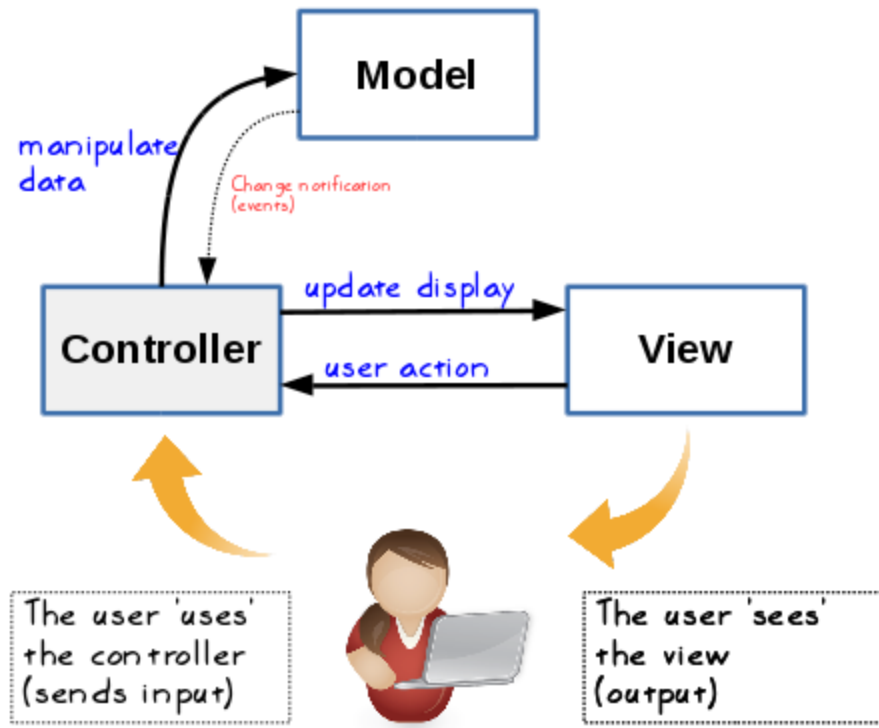 Model
manipulate
data
Change notification
(events)
update display
Controller
View
user action
The user 'uses'
the controller
(sends input)
The user 'sees'
the view
(output)